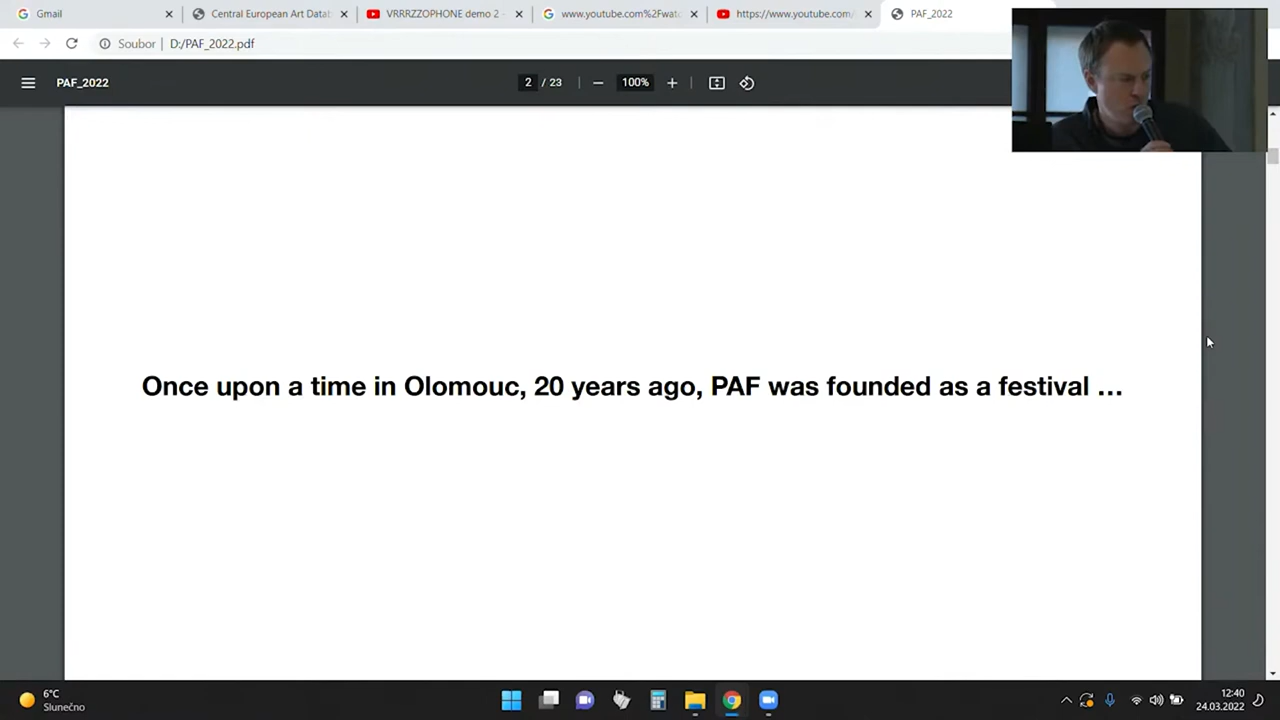 Gmail
Central European Art Datab
VRRRZZOPHONE demo 2 -
www.youtube.com%2Fwatc
https://www.youtube.com/
PAF_2022
Soubor
D:/PAF_2022.pdf
PAF_2022
2 / 23
100%
Once upon a time in Olomouc, 20 years ago, PAF was founded as a festival …
6°C
Slunečno
12:40
24.03.2022